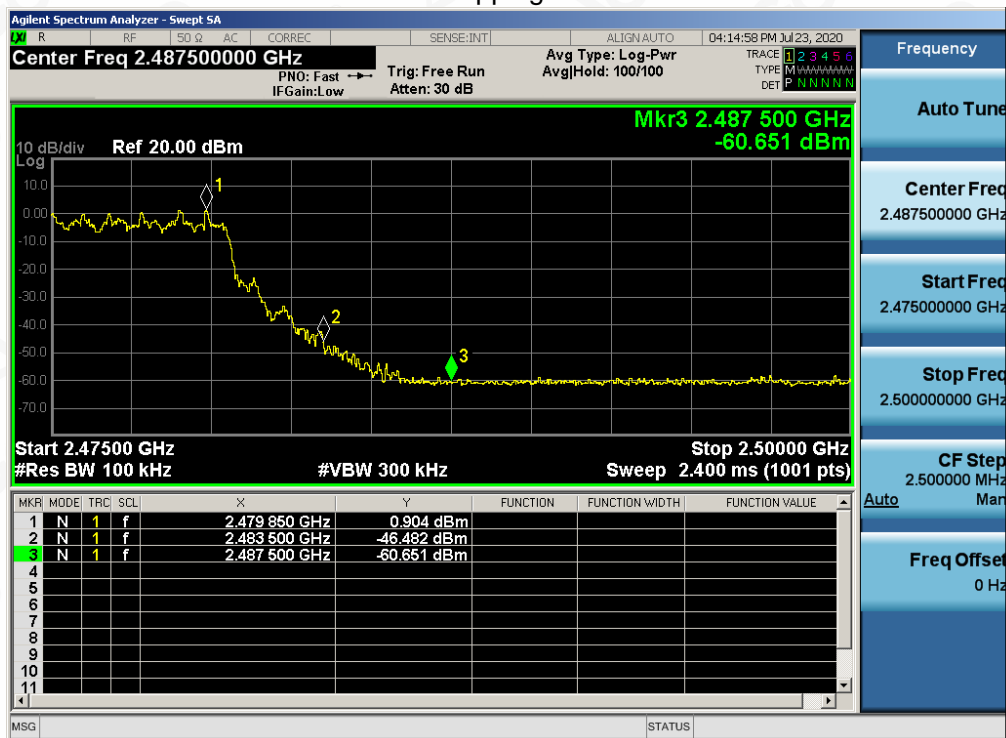 pping
Agilent Spectrum Analyzer - Swept SA
LXI R RF 50 Ω AC CORREC SENSE:INT ALIGN AUTO 04:14:58 PM Jul 23, 2020
Center Freq 2.487500000 GHz
PNO: Fast
IFGain:Low
Trig: Free Run
Atten: 30 dB
Avg Type: Log-Pwr
Avg|Hold: 100/100
TRACE 1 2 3 4 5 6
TYPE M
DET P N N N N N
Mkr3 2.487 500 GHz
-60.651 dBm
10 dB/div Ref 20.00 dBm
Log
10.0
0.00
-10.0
-20.0
-30.0
-40.0
-50.0
-60.0
-70.0
1
2
3
Start 2.47500 GHz Stop 2.50000 GHz
#Res BW 100 kHz #VBW 300 kHz Sweep 2.400 ms (1001 pts)
MKR MODE TRC SCL X Y FUNCTION FUNCTION WIDTH FUNCTION VALUE
1 N 1 f 2.479 850 GHz 0.904 dBm
2 N 1 f 2.483 500 GHz -46.482 dBm
3 N 1 f 2.487 500 GHz -60.651 dBm
4
5
6
7
8
9
10
11
MSG STATUS
Frequency
Auto Tune
Center Freq
2.487500000 GHz
Start Freq
2.475000000 GHz
Stop Freq
2.500000000 GHz
CF Step
2.500000 MHz
Auto Man
Freq Offset
0 Hz